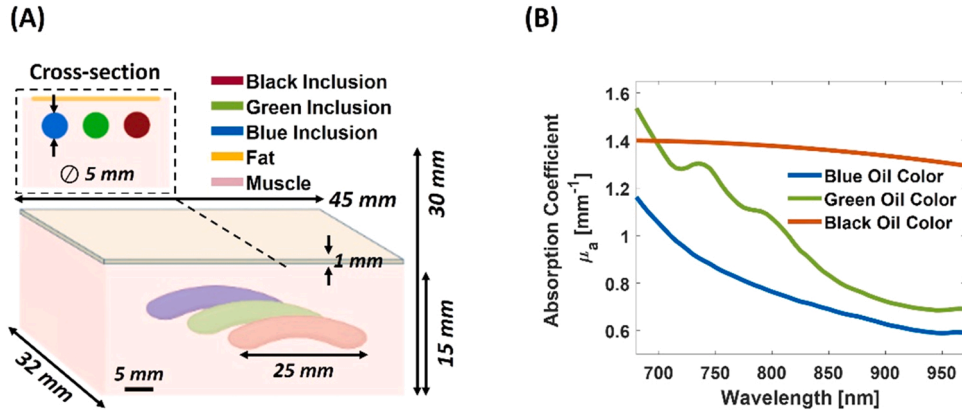 (A)
Cross-section
5 mm
Black Inclusion
Green Inclusion
Blue Inclusion
Fat
Muscle
45 mm
30 mm
1 mm
15 mm
25 mm
32 mm
5 mm
(B)
Absorption Coefficient
μa [mm-1]
1.6
1.4
1.2
1
0.8
0.6
Blue Oil Color
Green Oil Color
Black Oil Color
700 750 800 850 900 950
Wavelength [nm]